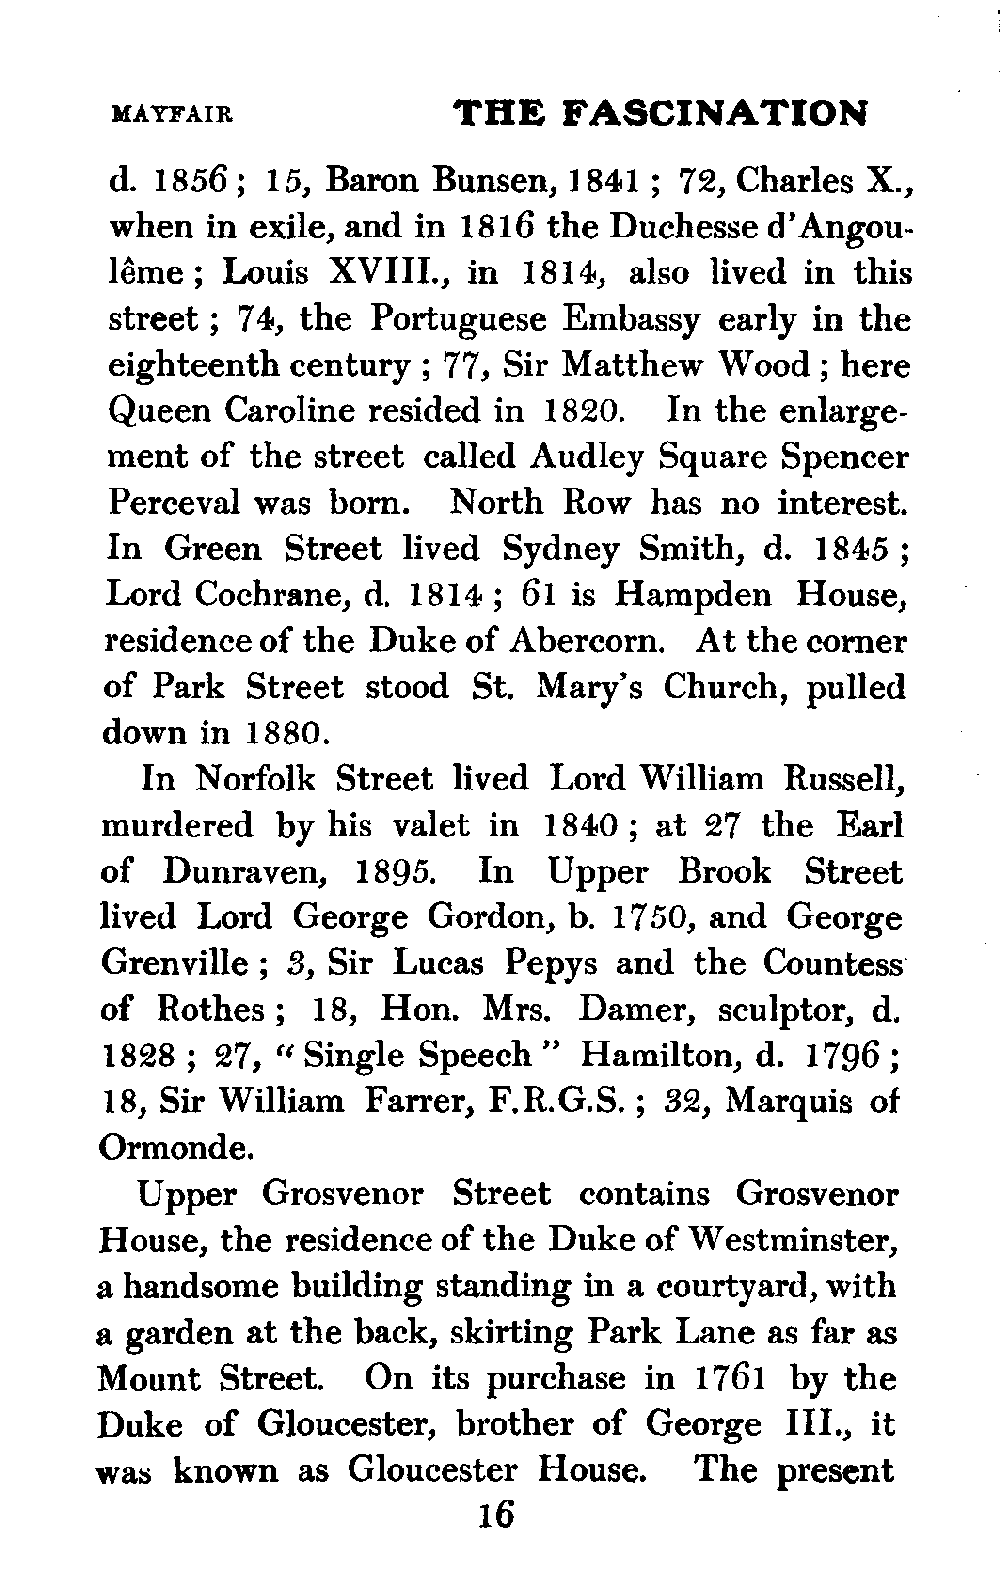 MAYFAIR THE FASCINATION
d. 1856 ; 15, Baron Bunsen, 1841 ; 72, Charles X.,
when in exile, and in 1816 the Duchesse d'Angou-
lême ; Louis XVIII., in 1814, also lived in this
street ; 74, the Portuguese Embassy early in the
eighteenth century ; 77, Sir Matthew Wood ; here
Queen Caroline resided in 1820. In the enlarge-
ment of the street called Audley Square Spencer
Perceval was born. North Row has no interest.
In Green Street lived Sydney Smith, d. 1845 ;
Lord Cochrane, d. 1814 ; 61 is Hampden House,
residence of the Duke of Abercorn. At the corner
of Park Street stood St. Mary's Church, pulled
down in 1880.
In Norfolk Street lived Lord William Russell,
murdered by his valet in 1840 ; at 27 the Earl
of Dunraven, 1895. In Upper Brook Street
lived Lord George Gordon, b. 1750, and George
Grenville ; 3, Sir Lucas Pepys and the Countess
of Rothes ; 18, Hon. Mrs. Damer, sculptor, d.
1828 ; 27, “ Single Speech ” Hamilton, d. 1796 ;
18, Sir William Farrer, F.R.G.S. ; 32, Marquis of
Ormonde.
Upper Grosvenor Street contains Grosvenor
House, the residence of the Duke of Westminster,
a handsome building standing in a courtyard, with
a garden at the back, skirting Park Lane as far as
Mount Street. On its purchase in 1761 by the
Duke of Gloucester, brother of George III., it
was known as Gloucester House. The present
16